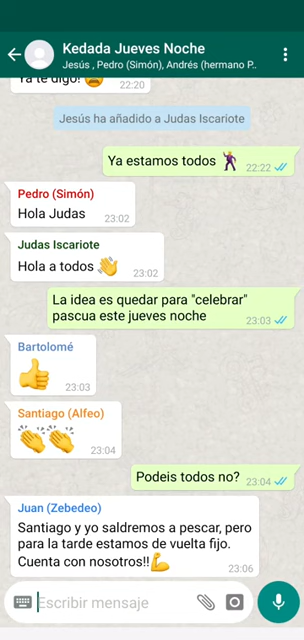 Kedada Jueves Noche
Jesús , Pedro (Simón), Andrés (hermano P..
Ya te digo! 😩
22:20
Jesús ha añadido a Judas Iscariote
Ya estamos todos 🕺
22:22
Pedro (Simón)
Hola Judas
23:02
Judas Iscariote
Hola a todos 👋
23:02
La idea es quedar para "celebrar"
pascua este jueves noche
23:03
Bartolomé
👍
23:03
Santiago (Alfeo)
👏👏
23:04
Podeis todos no?
23:04
Juan (Zebedeo)
Santiago y yo saldremos a pescar, pero
para la tarde estamos de vuelta fijo.
Cuenta con nosotros!!💪
23:06
Escribir mensaje